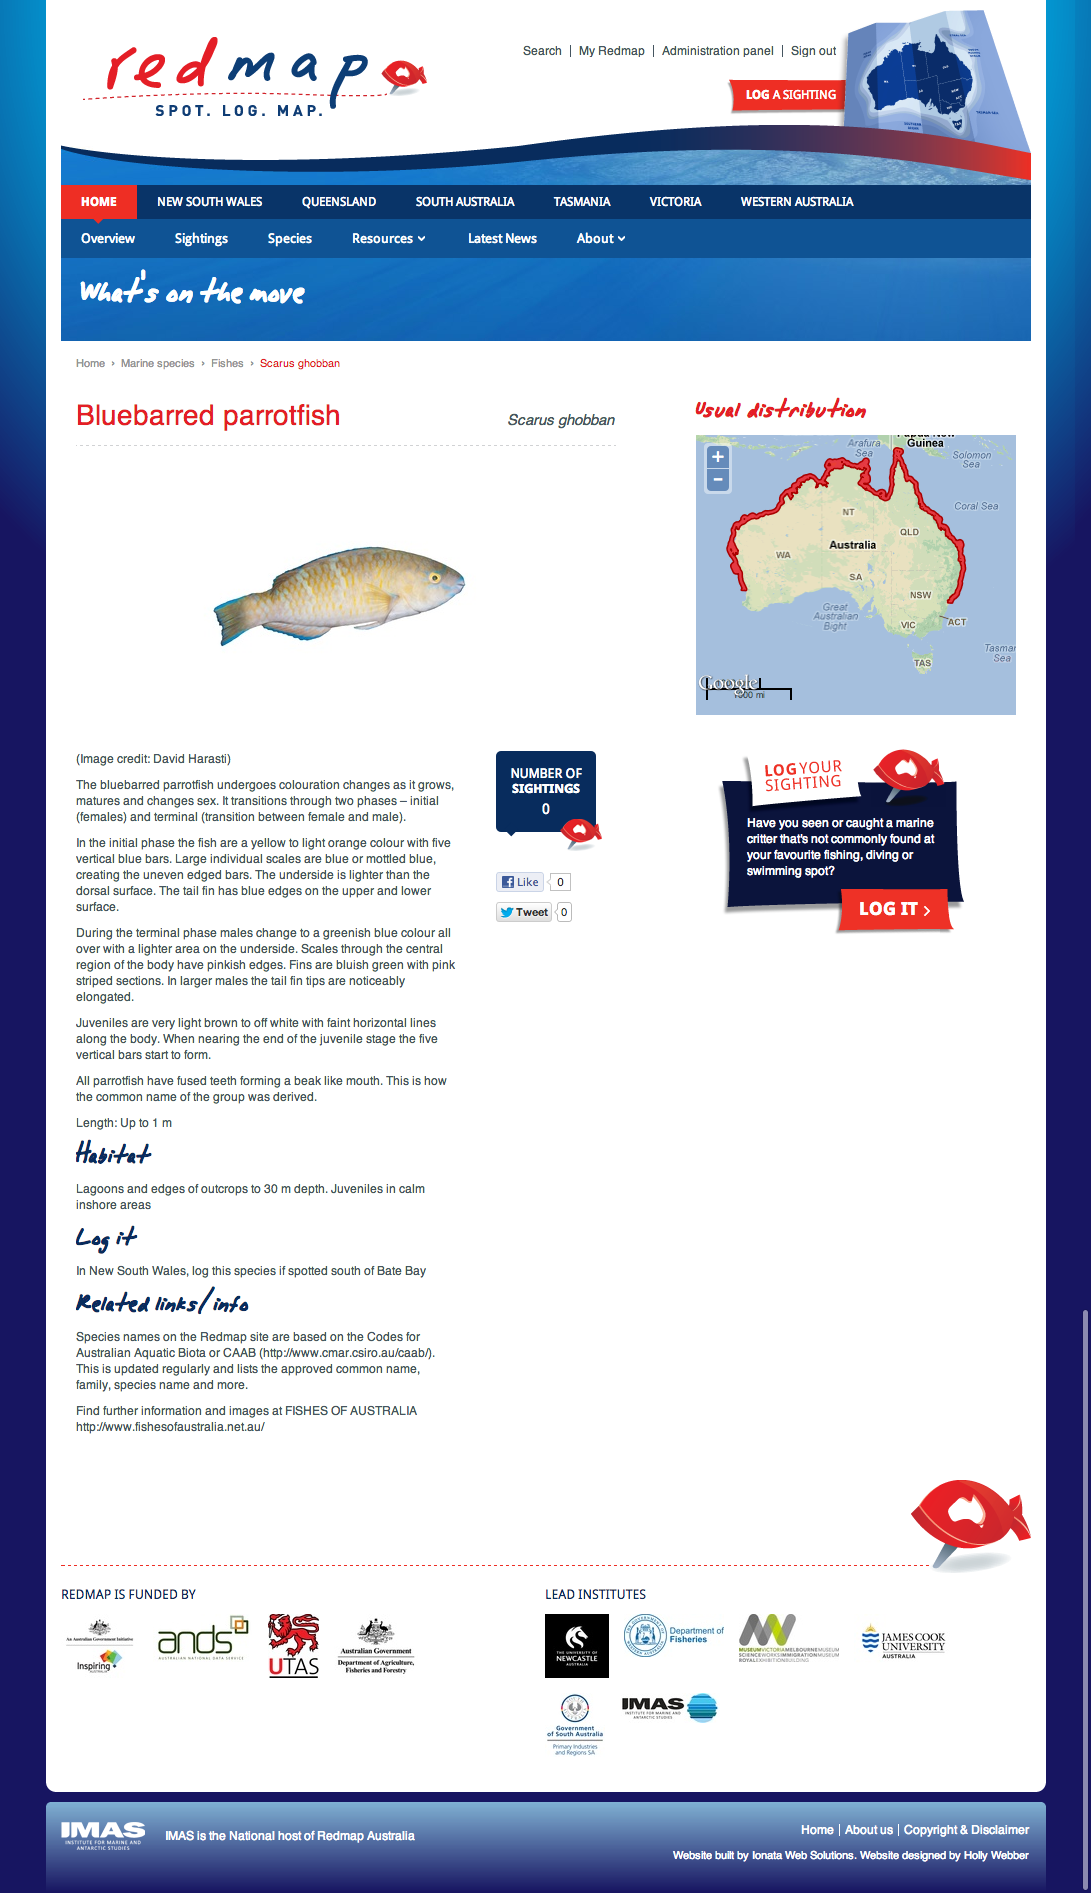 redmap
SPOT. LOG. MAP.
Search | My Redmap | Administration panel | Sign out
LOG A SIGHTING
HOME NEW SOUTH WALES QUEENSLAND SOUTH AUSTRALIA TASMANIA VICTORIA WESTERN AUSTRALIA
Overview Sightings Species Resources Latest News About
What's on the move
Home › Marine species › Fishes › Scarus ghobban
Bluebarred parrotfish
Scarus ghobban
Usual distribution
+
−
Arafura
Sea
Papua New
Guinea
Solomon
Sea
Coral Sea
NT
QLD
WA
Australia
SA
NSW
Great
Australian
Bight
VIC
ACT
TAS
Tasman
Sea
Google
1000 mi
(Image credit: David Harasti)
The bluebarred parrotfish undergoes colouration changes as it grows,
matures and changes sex. It transitions through two phases – initial
(females) and terminal (transition between female and male).
In the initial phase the fish are a yellow to light orange colour with five
vertical blue bars. Large individual scales are blue or mottled blue,
creating the uneven edged bars. The underside is lighter than the
dorsal surface. The tail fin has blue edges on the upper and lower
surface.
During the terminal phase males change to a greenish blue colour all
over with a lighter area on the underside. Scales through the central
region of the body have pinkish edges. Fins are bluish green with pink
striped sections. In larger males the tail fin tips are noticeably
elongated.
Juveniles are very light brown to off white with faint horizontal lines
along the body. When nearing the end of the juvenile stage the five
vertical bars start to form.
All parrotfish have fused teeth forming a beak like mouth. This is how
the common name of the group was derived.
Length: Up to 1 m
Habitat
Lagoons and edges of outcrops to 30 m depth. Juveniles in calm
inshore areas
Log it
In New South Wales, log this species if spotted south of Bate Bay
Related links/info
Species names on the Redmap site are based on the Codes for
Australian Aquatic Biota or CAAB (http://www.cmar.csiro.au/caab/).
This is updated regularly and lists the approved common name,
family, species name and more.
Find further information and images at FISHES OF AUSTRALIA
http://www.fishesofaustralia.net.au/
NUMBER OF
SIGHTINGS
0
Like 0
Tweet 0
LOG YOUR
SIGHTING
Have you seen or caught a marine
critter that's not commonly found at
your favourite fishing, diving or
swimming spot?
LOG IT
REDMAP IS FUNDED BY
An Australian Government Initiative
Inspiring
AUSTRALIA
ands
AUSTRALIAN NATIONAL DATA SERVICE
UTAS
Australian Government
Department of Agriculture,
Fisheries and Forestry
LEAD INSTITUTES
THE UNIVERSITY OF
NEWCASTLE
AUSTRALIA
Department of
Fisheries
MUSEUMVICTORIAMELBOURNEMUSEUM
SCIENCEWORKSIMMIGRATIONMUSEUM
ROYALEXHIBITIONBUILDING
JAMES COOK
UNIVERSITY
AUSTRALIA
Government
of South Australia
Primary Industries
and Regions SA
IMAS
INSTITUTE FOR MARINE AND
ANTARCTIC STUDIES
IMAS
INSTITUTE FOR MARINE AND
ANTARCTIC STUDIES
IMAS is the National host of Redmap Australia
Home | About us | Copyright & Disclaimer
Website built by Ionata Web Solutions. Website designed by Holly Webber